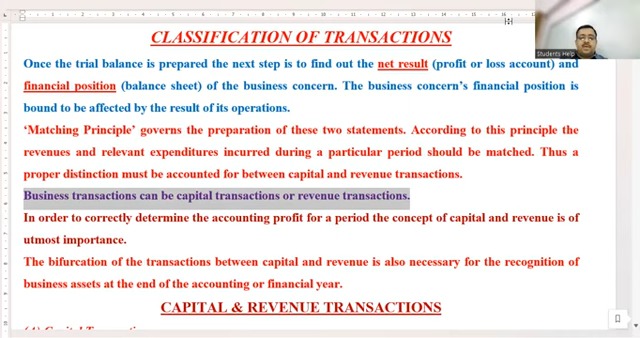 CLASSIFICATION OF TRANSACTIONS
Students Help
Once the trial balance is prepared the next step is to find out the net result (profit or loss account) and
financial position (balance sheet) of the business concern. The business concern's financial position is
bound to be affected by the result of its operations.
'Matching Principle' governs the preparation of these two statements. According to this principle the
revenues and relevant expenditures incurred during a particular period should be matched. Thus a
proper distinction must be accounted for between capital and revenue transactions.
Business transactions can be capital transactions or revenue transactions.
In order to correctly determine the accounting profit for a period the concept of capital and revenue is of
utmost importance.
The bifurcation of the transactions between capital and revenue is also necessary for the recognition of
business assets at the end of the accounting or financial year.
CAPITAL & REVENUE TRANSACTIONS